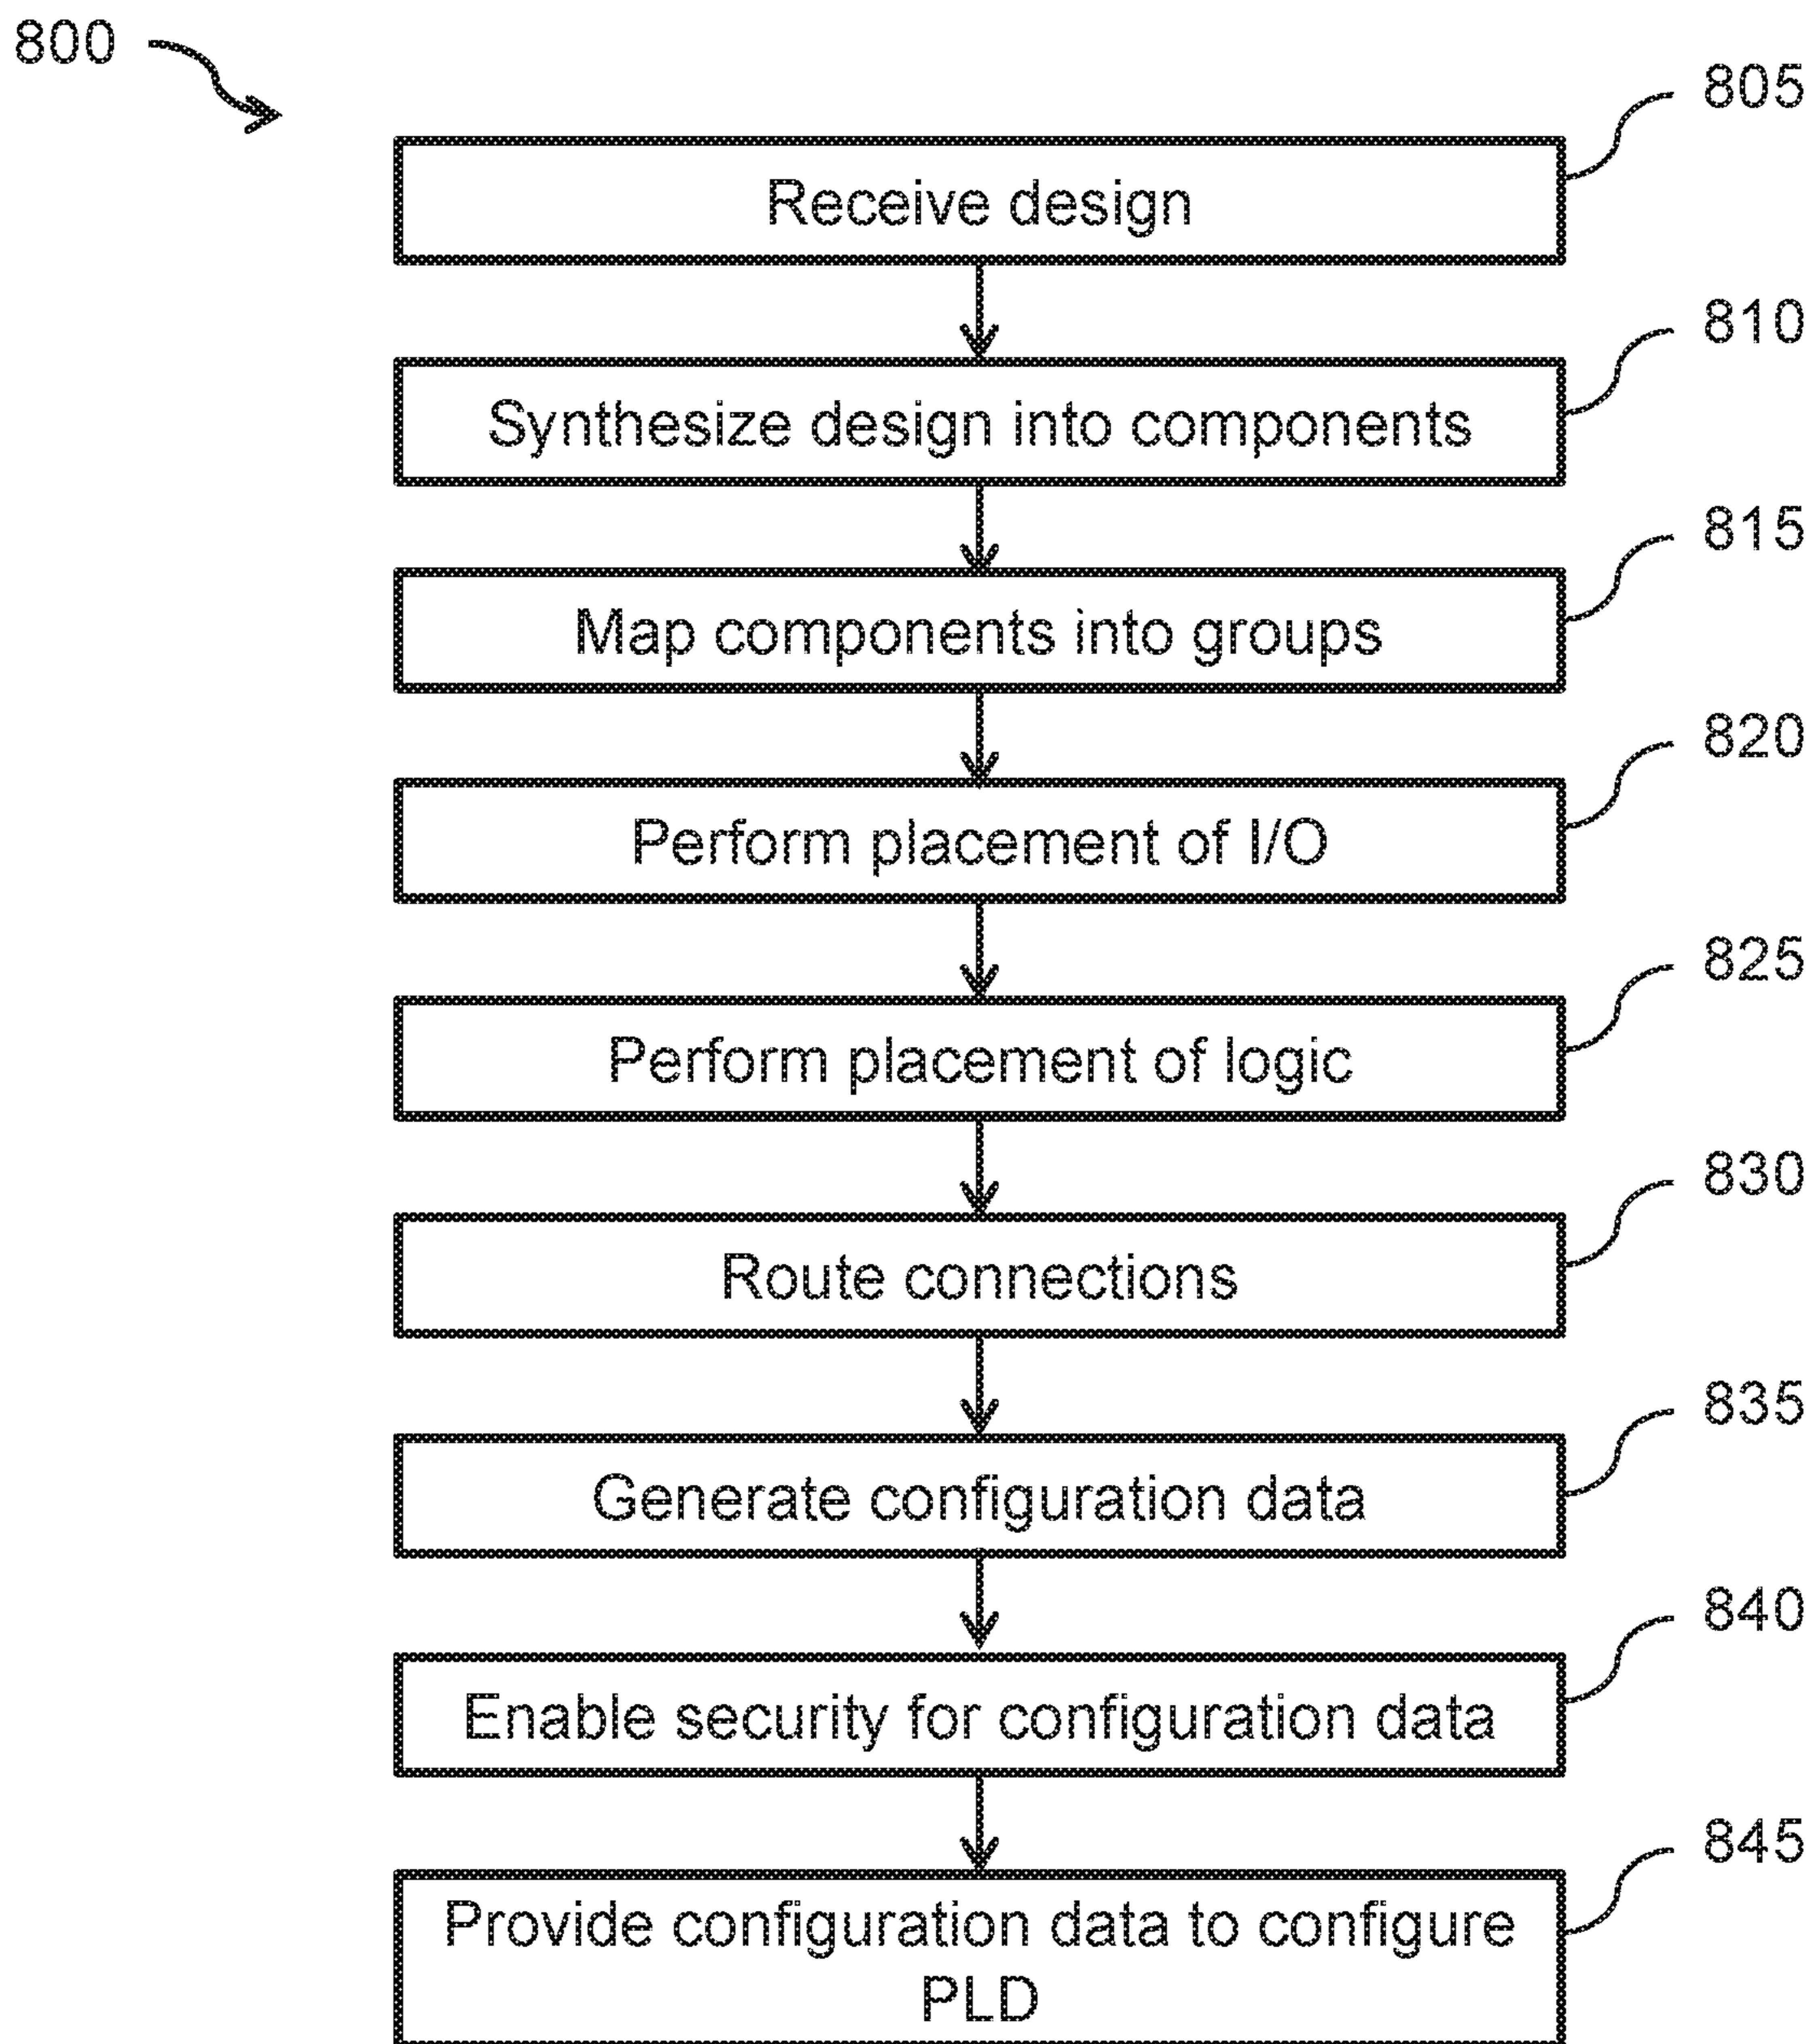 800
805
Receive design
810
Synthesize design into components
815
Map components into groups
820
Perform placement of I/O
825
Perform placement of logic
830
Route connections
835
Generate configuration data
840
Enable security for configuration data
845
Provide configuration data to configure
PLD